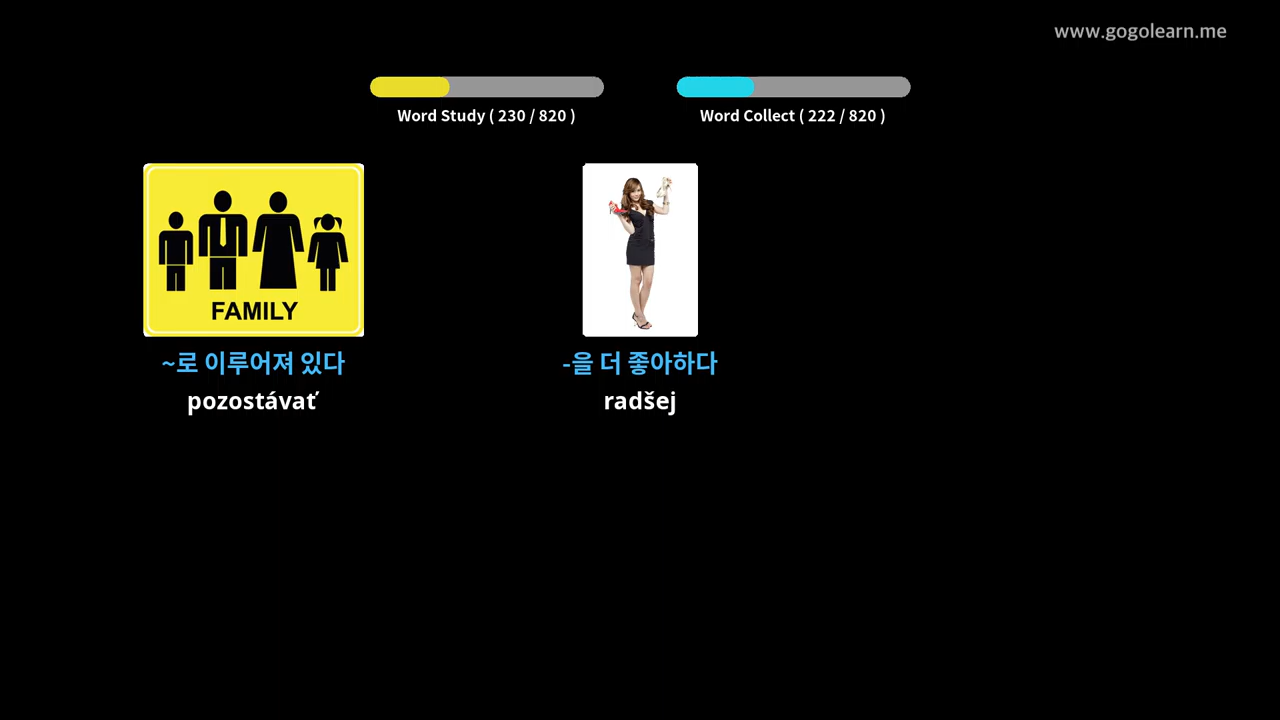 www.gogolearn.me
Word Study ( 230 / 820 )
Word Collect ( 222 / 820 )
FAMILY
~로 이루어져 있다
pozostávať
-을 더 좋아하다
radšej